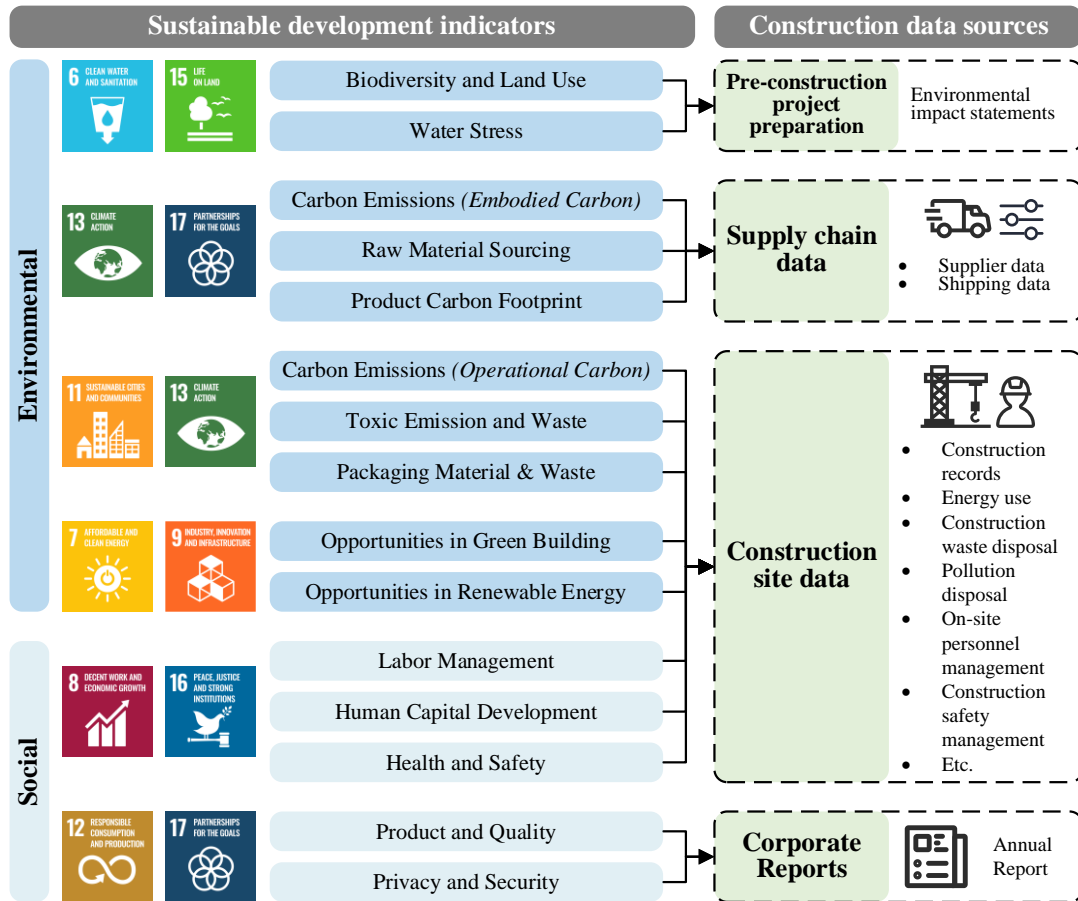 Sustainable development indicators
Construction data sources
Environmental
6 CLEAN WATER
AND SANITATION
15 LIFE
ON LAND
Biodiversity and Land Use
Water Stress
Pre-construction
project
preparation
Environmental
impact statements
13 CLIMATE
ACTION
17 PARTNERSHIPS
FOR THE GOALS
Carbon Emissions (Embodied Carbon)
Raw Material Sourcing
Product Carbon Footprint
Supply chain
data
• Supplier data
• Shipping data
11 SUSTAINABLE CITIES
AND COMMUNITIES
13 CLIMATE
ACTION
Carbon Emissions (Operational Carbon)
Toxic Emission and Waste
Packaging Material & Waste
7 AFFORDABLE AND
CLEAN ENERGY
9 INDUSTRY, INNOVATION
AND INFRASTRUCTURE
Opportunities in Green Building
Opportunities in Renewable Energy
Construction
site data
• Construction
records
• Energy use
• Construction
waste disposal
• Pollution
disposal
• On-site
personnel
management
• Construction
safety
management
• Etc.
Social
8 DECENT WORK AND
ECONOMIC GROWTH
16 PEACE, JUSTICE
AND STRONG
INSTITUTIONS
Labor Management
Human Capital Development
Health and Safety
12 RESPONSIBLE
CONSUMPTION
AND PRODUCTION
17 PARTNERSHIPS
FOR THE GOALS
Product and Quality
Privacy and Security
Corporate
Reports
Annual
Report